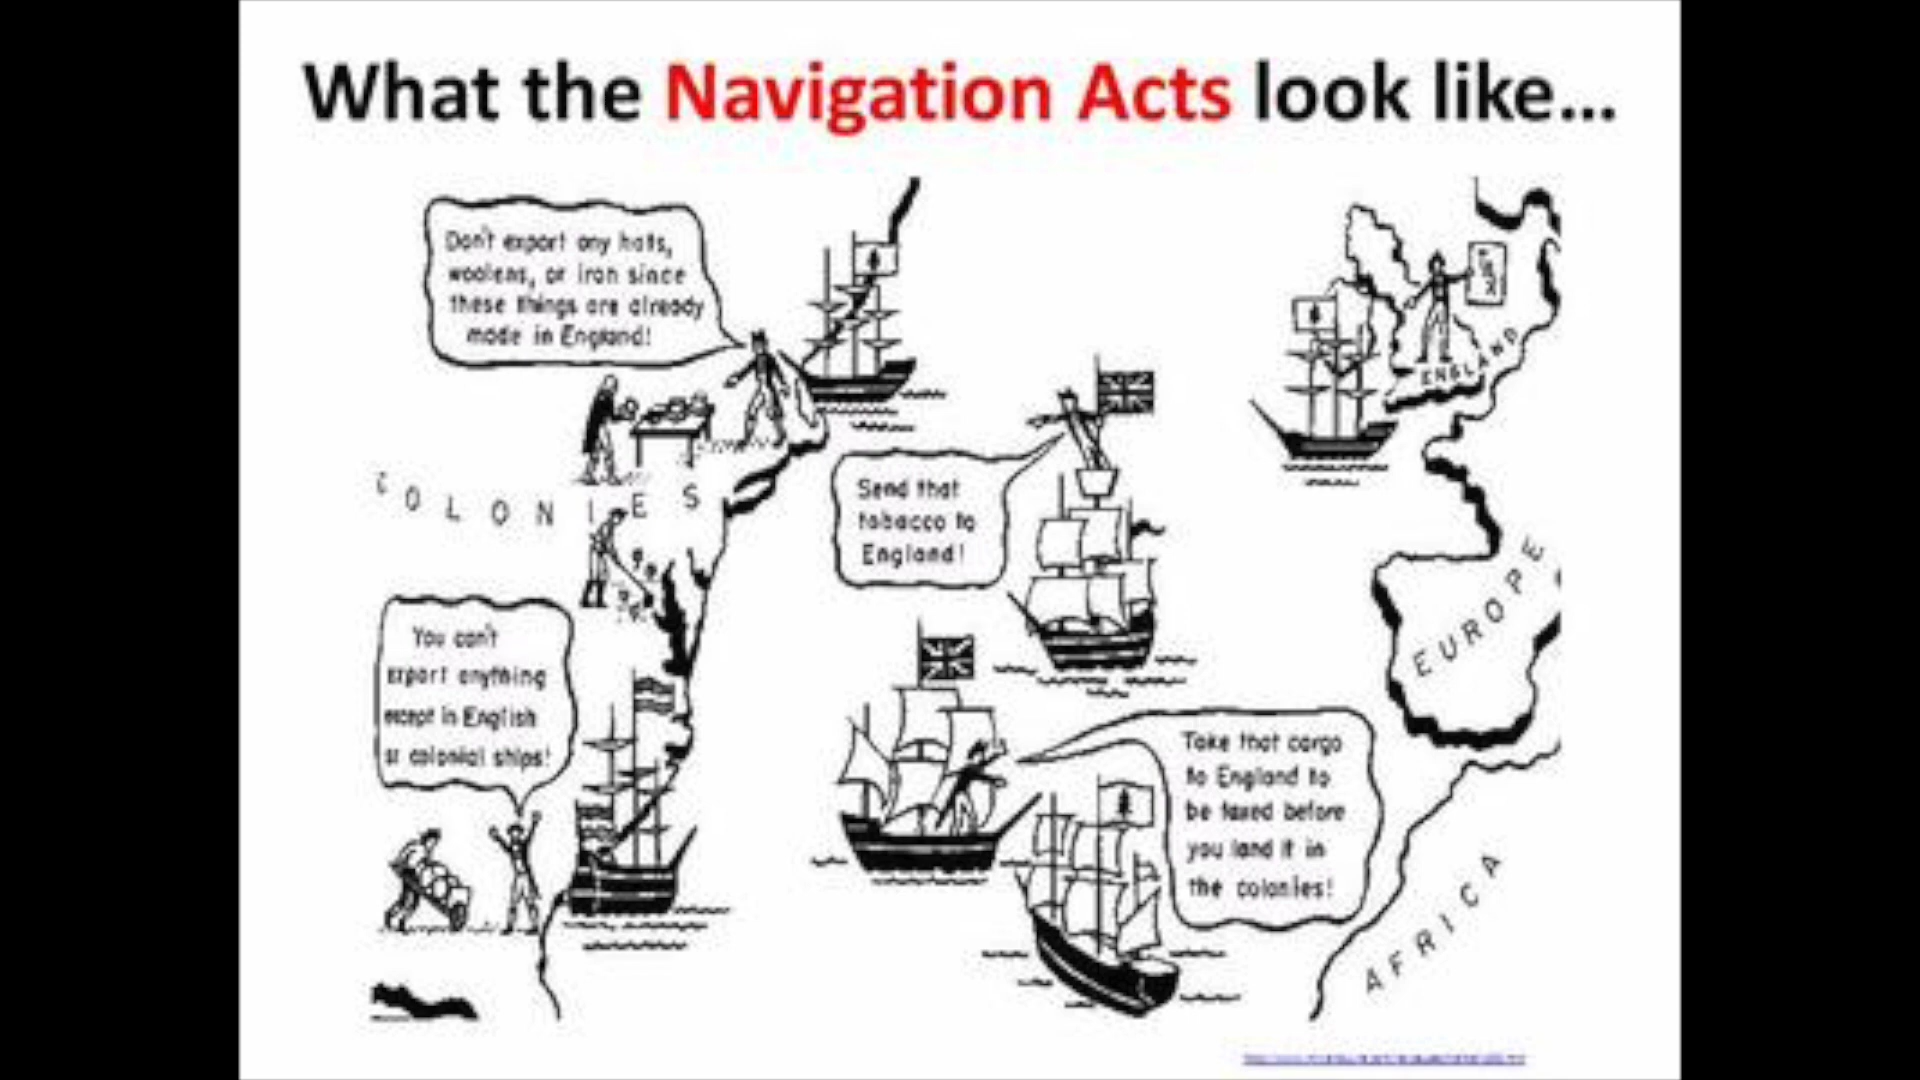 What the Navigation Acts look like...
Don't export any hats,
woolens, or iron since
these things are already
made in England!
COLONIES
Send that
tobacco to
England!
ENGLAND
EUROPE
You can't
export anything
except in English
or colonial ships!
Take that cargo
to England to
be taxed before
you land it in
the colonies!
AFRICA